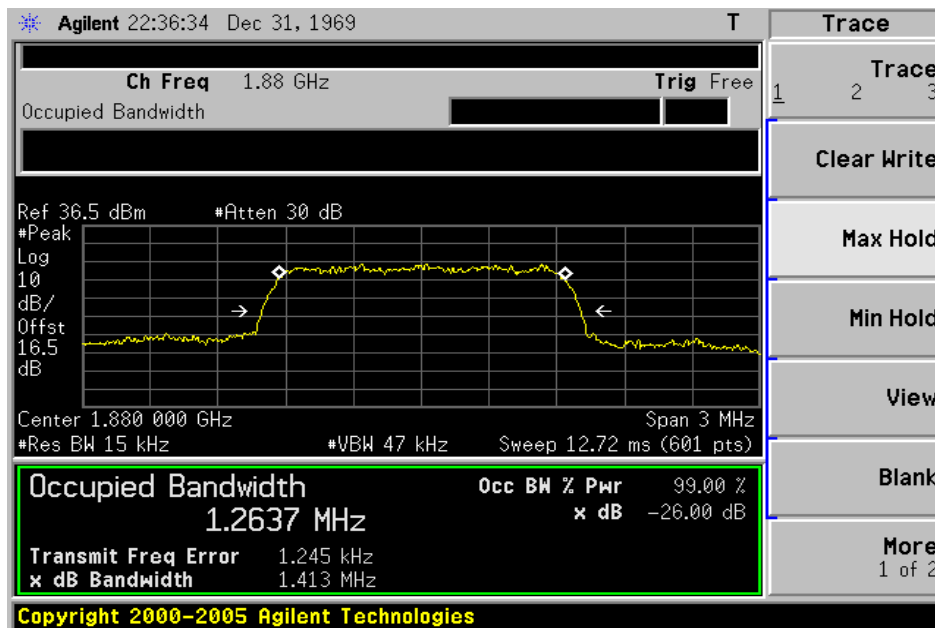 Agilent 22:36:34 Dec 31, 1969 T
Trace
Ch Freq 1.88 GHz Trig Free
Occupied Bandwidth
Trace
1 2 3
Clear Write
Max Hold
Min Hold
View
Blank
More
1 of 2
Ref 36.5 dBm #Atten 30 dB
#Peak
Log
10
dB/
Offst
16.5
dB
Center 1.880 000 GHz Span 3 MHz
#Res BW 15 kHz #VBW 47 kHz Sweep 12.72 ms (601 pts)
Occupied Bandwidth Occ BW % Pwr 99.00 %
1.2637 MHz x dB -26.00 dB
Transmit Freq Error 1.245 kHz
x dB Bandwidth 1.413 MHz
Copyright 2000-2005 Agilent Technologies